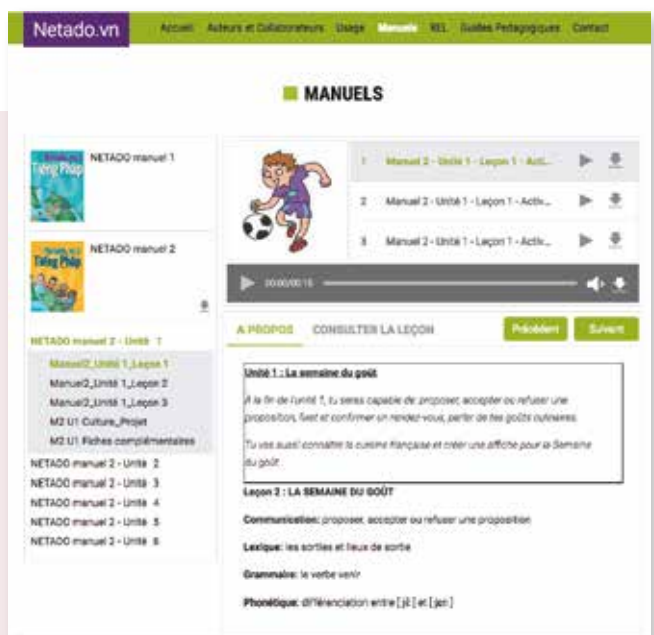 Netado.vn
Accueil Auteurs et Collaborateurs Usage Manuels REL Guides Pédagogiques Contact
MANUELS
Tiếng Pháp
NETADO manuel 1
Tiếng Pháp
NETADO manuel 2
NETADO manuel 2 - Unité 1
Manuel2_Unité 1_Leçon 1
Manuel2_Unité 1_Leçon 2
Manuel2_Unité 1_Leçon 3
M2 U1 Culture_Projet
M2 U1 Fiches complémentaires
NETADO manuel 2 - Unité 2
NETADO manuel 2 - Unité 3
NETADO manuel 2 - Unité 4
NETADO manuel 2 - Unité 5
NETADO manuel 2 - Unité 6
1 Manuel 2 - Unité 1 - Leçon 1 - Acti...
2 Manuel 2 - Unité 1 - Leçon 1 - Activ...
3 Manuel 2 - Unité 1 - Leçon 1 - Activ...
00:00/00:15
A PROPOS CONSULTER LA LEÇON Précédent Suivant
Unité 1 : La semaine du goût
A la fin de l'unité 1, tu seras capable de: proposer, accepter ou refuser une
proposition, fixer et confirmer un rendez-vous, parler de tes goûts culinaires.
Tu vas aussi connaître la cuisine française et créer une affiche pour la Semaine
du goût.
Leçon 2 : LA SEMAINE DU GOÛT
Communication: proposer, accepter ou refuser une proposition
Lexique: les sorties et lieux de sortie
Grammaire: le verbe venir
Phonétique: différenciation entre